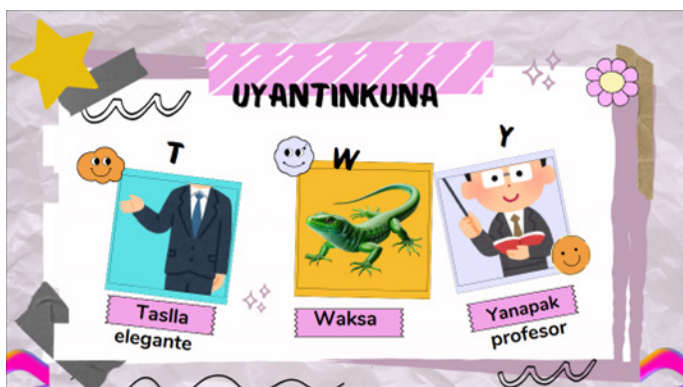 UYANTINKUNA
T
W
Y
Taslla
elegante
Waksa
Yanapak
profesor